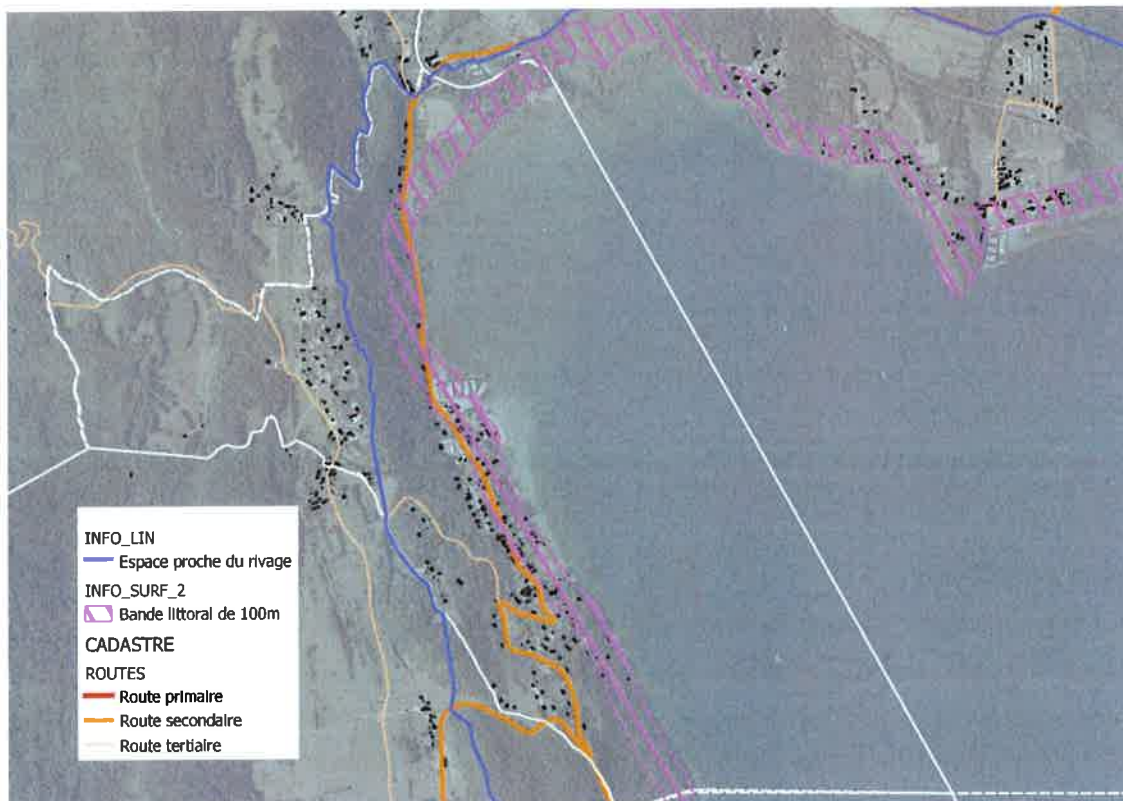 INFO_LIN
Espace proche du rivage
INFO_SURF_2
Bande littoral de 100m
CADASTRE
ROUTES
Route primaire
Route secondaire
Route tertiaire